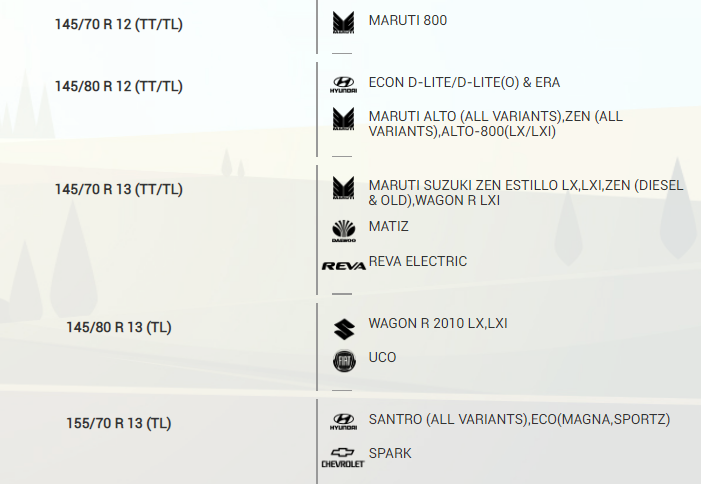 145/70 R 12 (TT/TL)
MARUTI
MARUTI 800
145/80 R 12 (TT/TL)
HYUNDAI
ECON D-LITE/D-LITE(O) & ERA
MARUTI
MARUTI ALTO (ALL VARIANTS),ZEN (ALL
VARIANTS),ALTO-800(LX/LXI)
145/70 R 13 (TT/TL)
MARUTI
MARUTI SUZUKI ZEN ESTILLO LX,LXI,ZEN (DIESEL
& OLD),WAGON R LXI
DAEWOO
MATIZ
REVA
REVA ELECTRIC
145/80 R 13 (TL)
WAGON R 2010 LX,LXI
FIAT
UCO
155/70 R 13 (TL)
HYUNDAI
SANTRO (ALL VARIANTS),ECO(MAGNA,SPORTZ)
CHEVROLET
SPARK